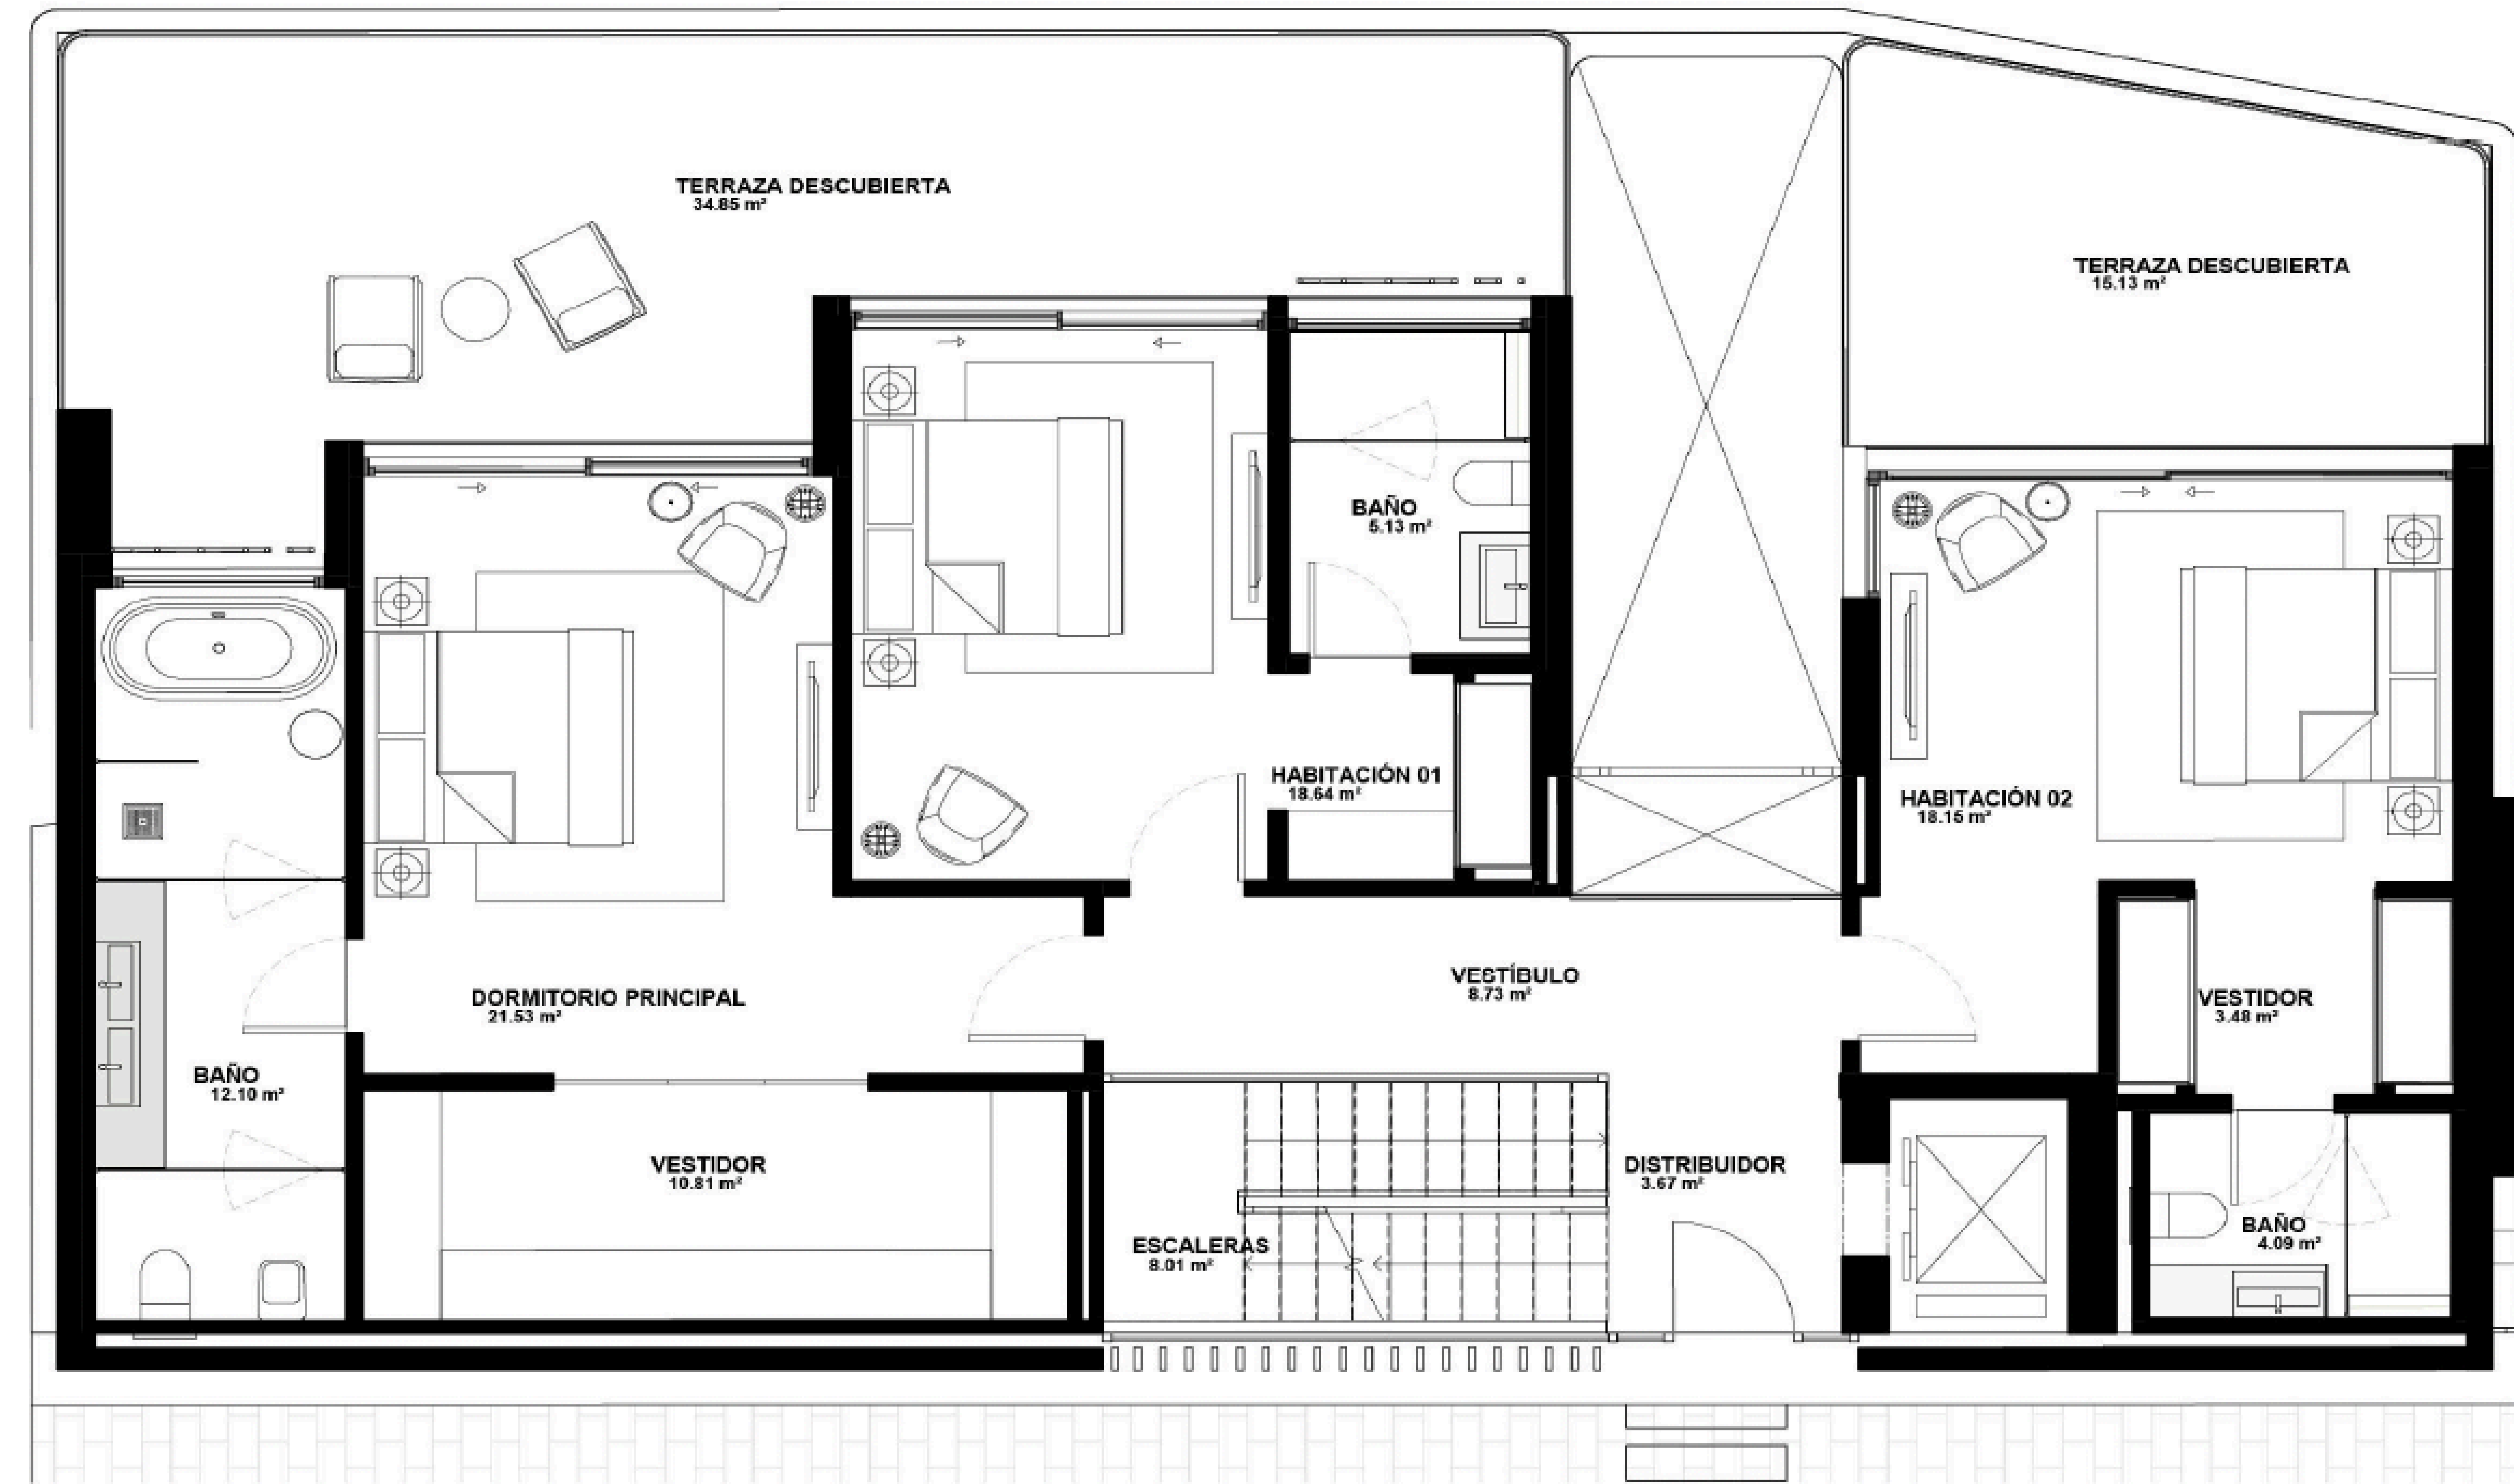 TERRAZA DESCUBIERTA
34.85 m²
TERRAZA DESCUBIERTA
15.13 m²
BAÑO
5.13 m²
HABITACIÓN 01
18.64 m²
HABITACIÓN 02
18.15 m²
DORMITORIO PRINCIPAL
21.53 m²
VESTÍBULO
8.73 m²
VESTIDOR
3.48 m²
BAÑO
12.10 m²
VESTIDOR
10.81 m²
DISTRIBUIDOR
3.67 m²
ESCALERAS
8.01 m²
BAÑO
4.09 m²